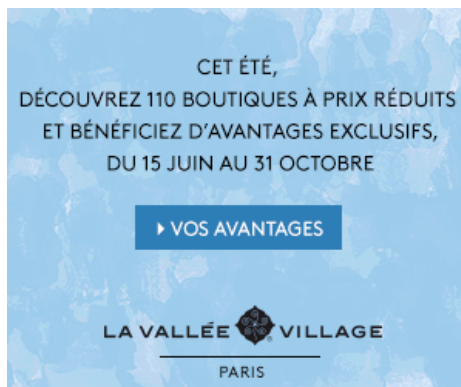 CET ÉTÉ,
DÉCOUVREZ 110 BOUTIQUES À PRIX RÉDUITS
ET BÉNÉFICIEZ D'AVANTAGES EXCLUSIFS,
DU 15 JUIN AU 31 OCTOBRE
VOS AVANTAGES
LA VALLÉE VILLAGE
PARIS